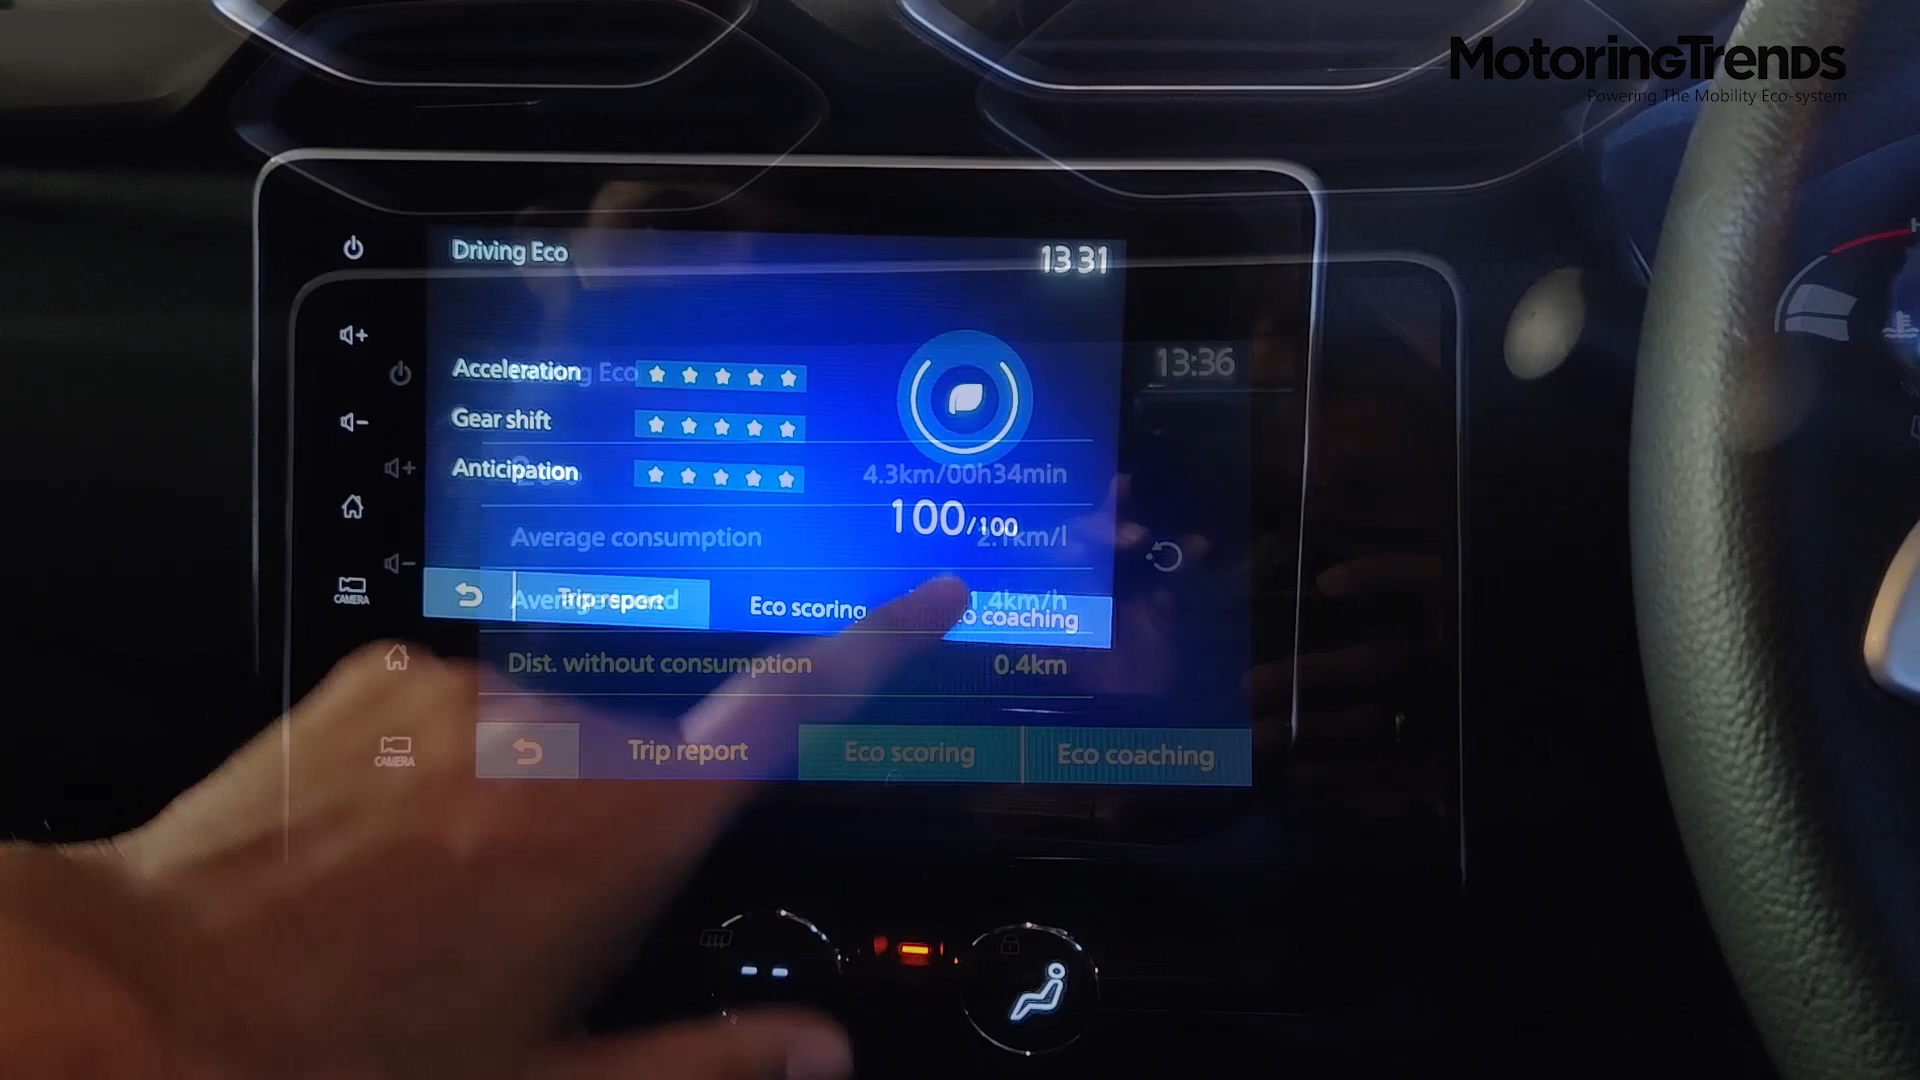 MotoringTrends
Powering The Mobility Eco-system
Driving Eco
13:31
Acceleration
Gear shift
Anticipation
100/100
Trip report
Eco scoring
Eco coaching
CAMERA
Eco
13:36
4.3km/00h34min
Average consumption
2.1km/l
1.4km/h
Dist. without consumption
0.4km
Trip report
Eco scoring
Eco coaching
CAMERA